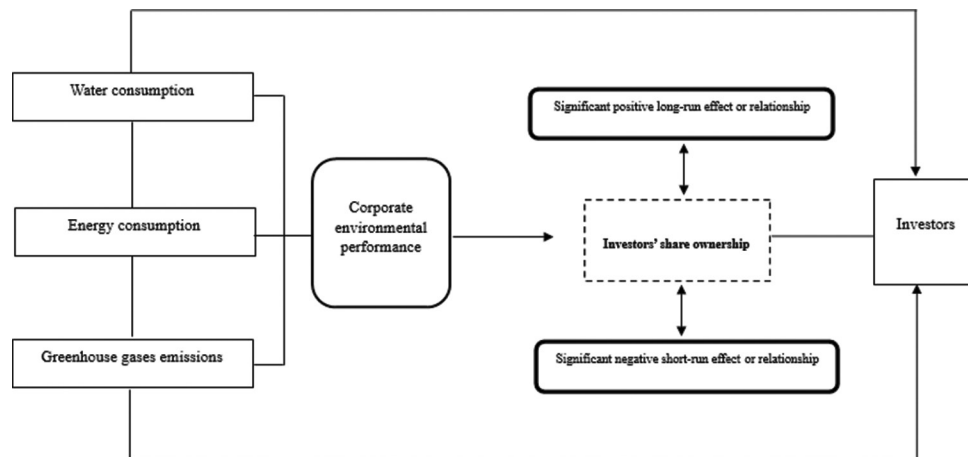 Water consumption
Significant positive long-run effect or relationship
Corporate
environmental
performance
Energy consumption
Investors' share ownership
Investors
Greenhouse gases emissions
Significant negative short-run effect or relationship